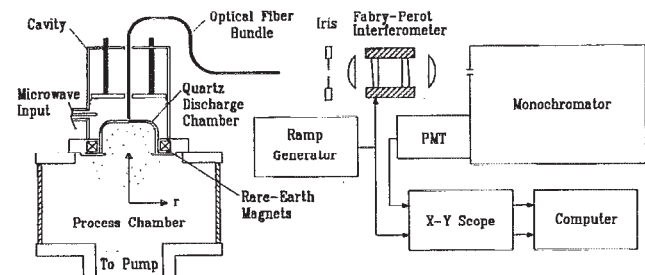 Optical Fiber
Bundle
Cavity
Microwave
Input
Quartz
Discharge
Chamber
Rare-Earth
Magnets
r
Process Chamber
To Pump
Iris
Fabry-Perot
Interferometer
Monochromator
Ramp
Generator
PMT
X-Y Scope
Computer